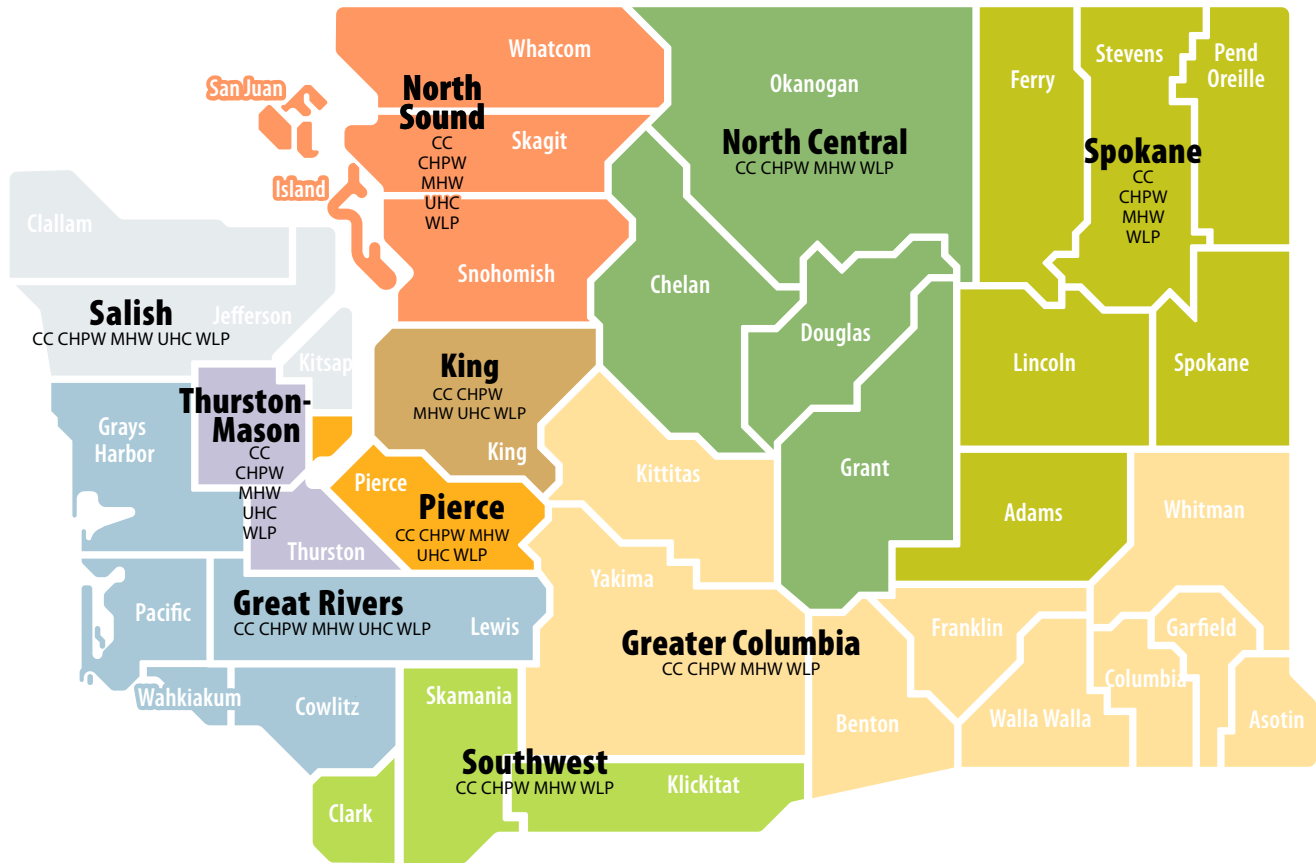 Whatcom
San Juan
North
Sound
CC
CHPW
MHW
UHC
WLP
Skagit
Island
Snohomish
Okanogan
North Central
CC CHPW MHW WLP
Chelan
Douglas
Grant
Ferry
Stevens
Pend
Oreille
Spokane
CC
CHPW
MHW
WLP
Lincoln
Spokane
Adams
Clallam
Salish
CC CHPW MHW UHC WLP
Jefferson
Kitsap
King
CC CHPW
MHW UHC WLP
King
Thurston-
Mason
CC
CHPW
MHW
UHC
WLP
Thurston
Grays
Harbor
Pierce
Pierce
CC CHPW MHW
UHC WLP
Kittitas
Yakima
Whitman
Pacific
Great Rivers
CC CHPW MHW UHC WLP
Lewis
Wahkiakum
Cowlitz
Greater Columbia
CC CHPW MHW WLP
Franklin
Garfield
Columbia
Benton
Walla Walla
Asotin
Skamania
Southwest
CC CHPW MHW WLP
Klickitat
Clark